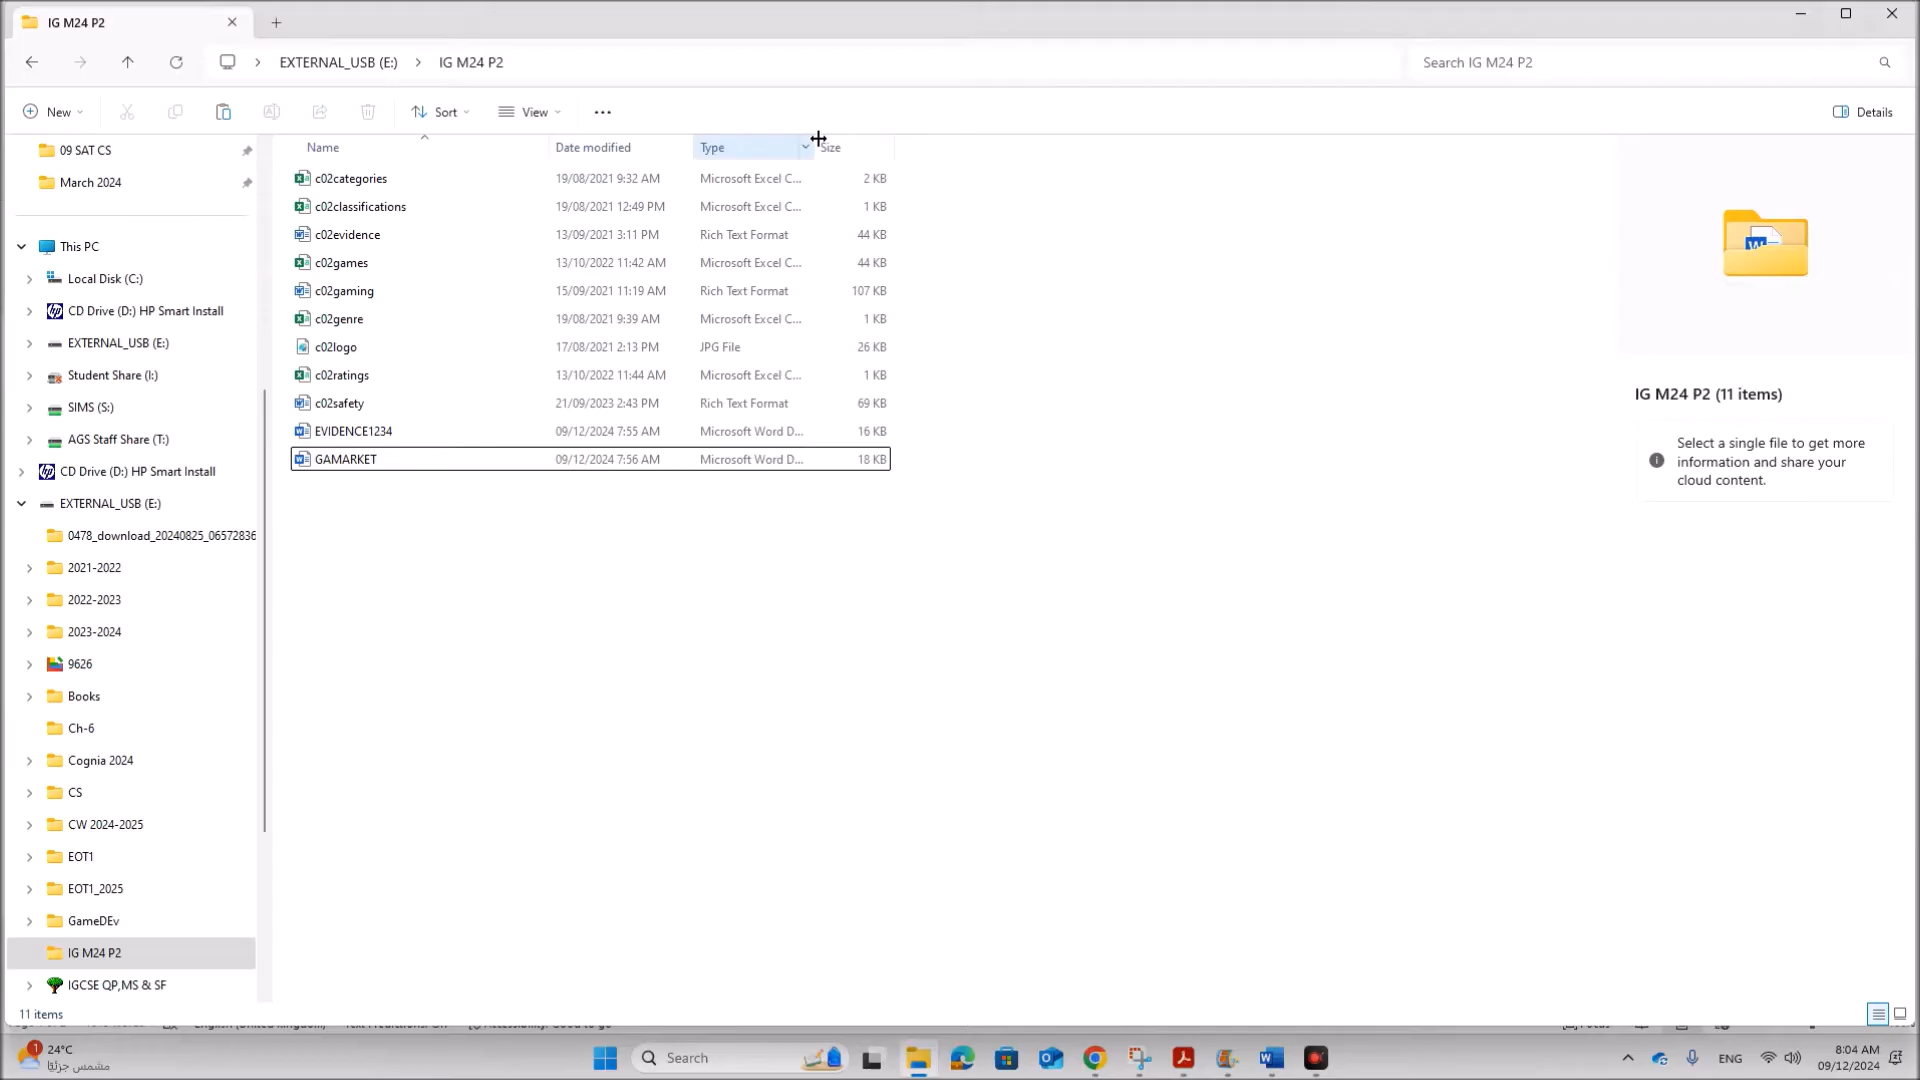 IG M24 P2
EXTERNAL_USB (E:) IG M24 P2
Search IG M24 P2
New Sort View Details
Name Date modified Type Size
c02categories 19/08/2021 9:32 AM Microsoft Excel C... 2 KB
c02classifications 19/08/2021 12:49 PM Microsoft Excel C... 1 KB
c02evidence 13/09/2021 3:11 PM Rich Text Format 44 KB
c02games 13/10/2022 11:42 AM Microsoft Excel C... 44 KB
c02gaming 15/09/2021 11:19 AM Rich Text Format 107 KB
c02genre 19/08/2021 9:39 AM Microsoft Excel C... 1 KB
c02logo 17/08/2021 2:13 PM JPG File 26 KB
c02ratings 13/10/2022 11:44 AM Microsoft Excel C... 1 KB
c02safety 21/09/2023 2:43 PM Rich Text Format 69 KB
EVIDENCE1234 09/12/2024 7:55 AM Microsoft Word D... 16 KB
GAMARKET 09/12/2024 7:56 AM Microsoft Word D... 18 KB
09 SAT CS
March 2024
This PC
Local Disk (C:)
CD Drive (D:) HP Smart Install
EXTERNAL_USB (E:)
Student Share (I:)
SIMS (S:)
AGS Staff Share (T:)
CD Drive (D:) HP Smart Install
EXTERNAL_USB (E:)
0478_download_20240825_06572836
2021-2022
2022-2023
2023-2024
9626
Books
Ch-6
Cognia 2024
CS
CW 2024-2025
EOT1
EOT1_2025
GameDEv
IG M24 P2
IGCSE QP,MS & SF
IG M24 P2 (11 items)
Select a single file to get more
information and share your
cloud content.
11 items
24°C
مشمس جزئيًا
Search
ENG
8:04 AM
09/12/2024